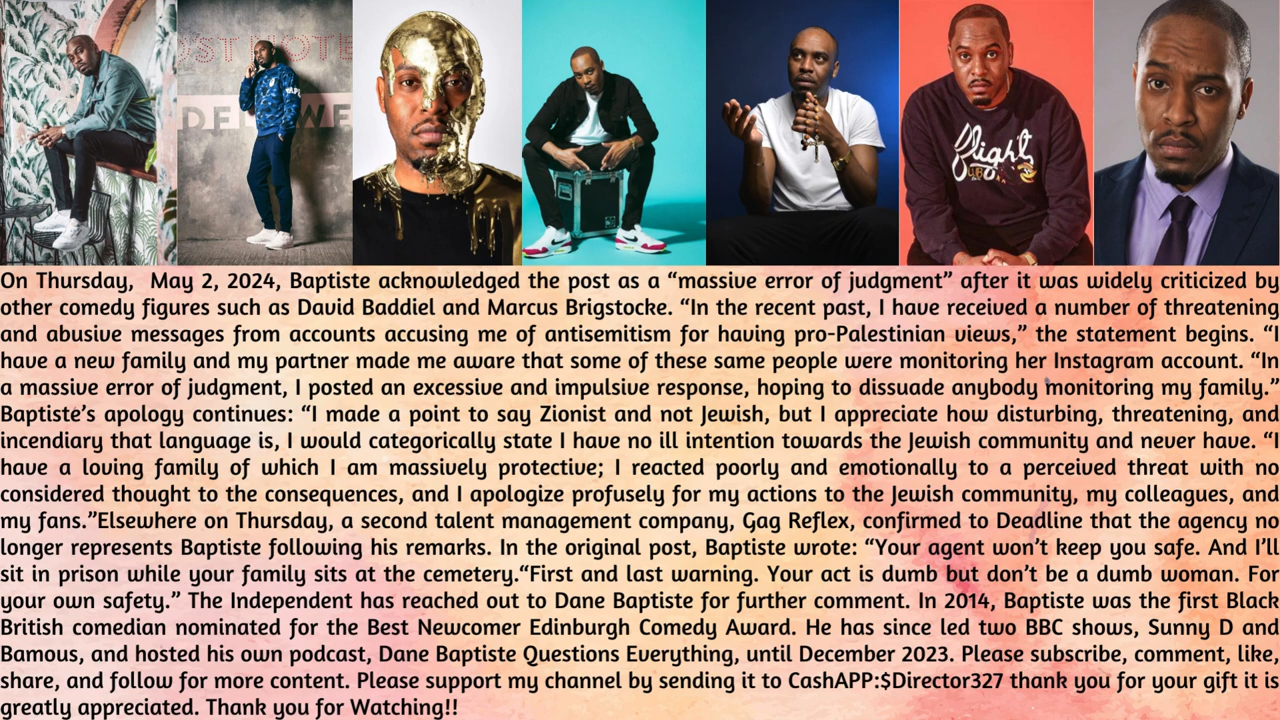 OST NOTE
DEL WE
flight
On Thursday, May 2, 2024, Baptiste acknowledged the post as a “massive error of judgment” after it was widely criticized by
other comedy figures such as David Baddiel and Marcus Brigstocke. “In the recent past, I have received a number of threatening
and abusive messages from accounts accusing me of antisemitism for having pro-Palestinian views,” the statement begins. “I
have a new family and my partner made me aware that some of these same people were monitoring her Instagram account. “In
a massive error of judgment, I posted an excessive and impulsive response, hoping to dissuade anybody monitoring my family.”
Baptiste’s apology continues: “I made a point to say Zionist and not Jewish, but I appreciate how disturbing, threatening, and
incendiary that language is, I would categorically state I have no ill intention towards the Jewish community and never have. “I
have a loving family of which I am massively protective; I reacted poorly and emotionally to a perceived threat with no
considered thought to the consequences, and I apologize profusely for my actions to the Jewish community, my colleagues, and
my fans.”Elsewhere on Thursday, a second talent management company, Gag Reflex, confirmed to Deadline that the agency no
longer represents Baptiste following his remarks. In the original post, Baptiste wrote: “Your agent won’t keep you safe. And I’ll
sit in prison while your family sits at the cemetery.“First and last warning. Your act is dumb but don’t be a dumb woman. For
your own safety.” The Independent has reached out to Dane Baptiste for further comment. In 2014, Baptiste was the first Black
British comedian nominated for the Best Newcomer Edinburgh Comedy Award. He has since led two BBC shows, Sunny D and
Bamous, and hosted his own podcast, Dane Baptiste Questions Everything, until December 2023. Please subscribe, comment, like,
share, and follow for more content. Please support my channel by sending it to CashAPP:$Director327 thank you for your gift it is
greatly appreciated. Thank you for Watching!!